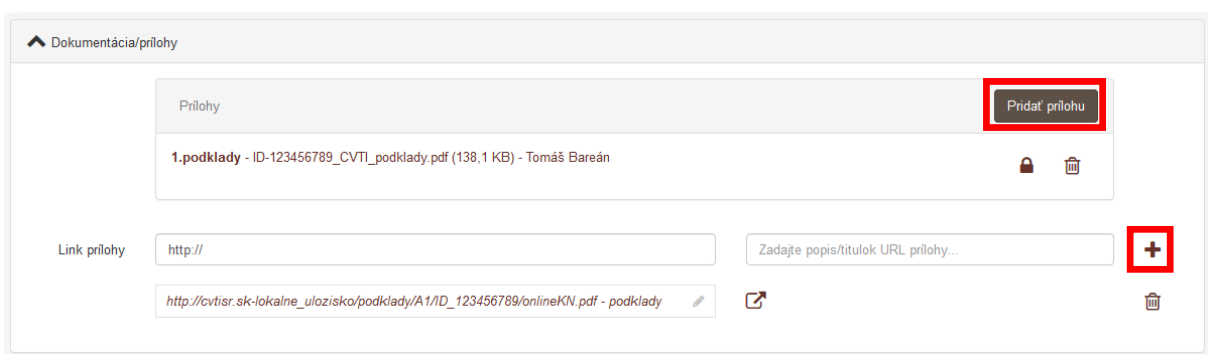 Dokumentácia/prílohy
Prílohy
Pridať prílohu
1.podklady - ID-123456789_CVTI_podklady.pdf (138,1 KB) - Tomáš Bareán
Link prílohy
http://
Zadajte popis/titulok URL prílohy...
http://cvtisr.sk-lokalne_ulozisko/podklady/A1/ID_123456789/onlineKN.pdf - podklady